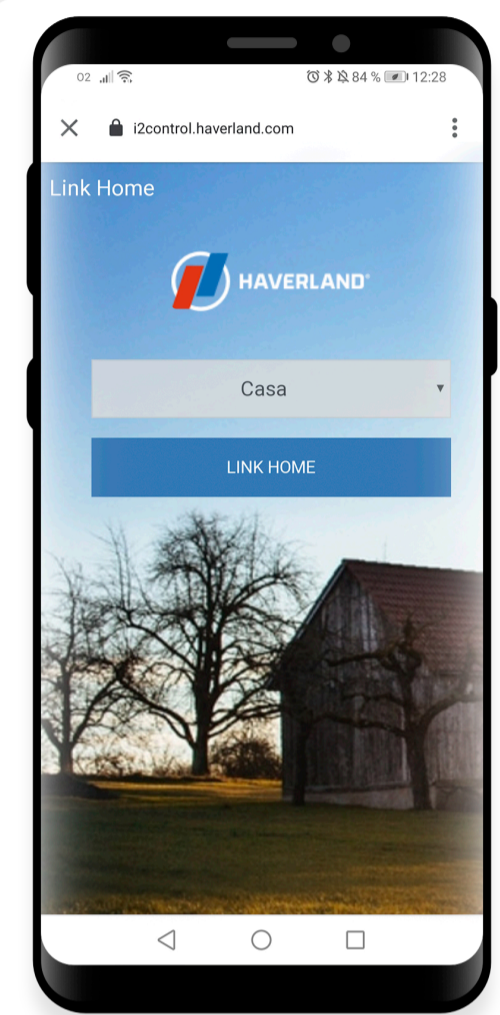 O2 84 % 12:28
i2control.haverland.com
Link Home
HAVERLAND®
Casa
LINK HOME